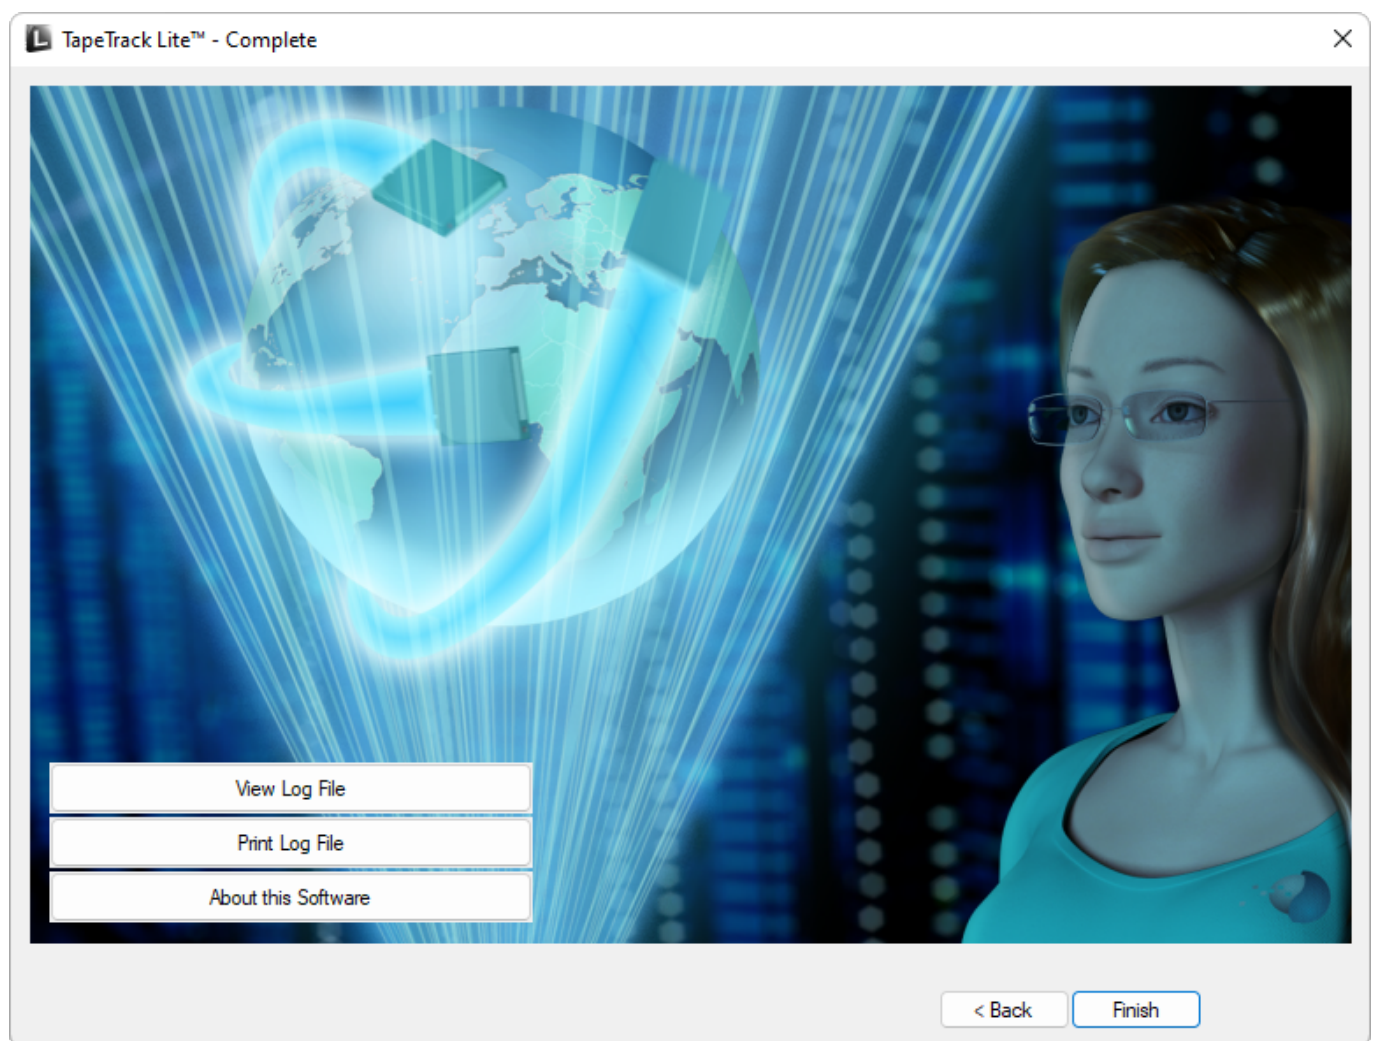 TapeTrack Lite™ - Complete
View Log File
Print Log File
About this Software
< Back
Finish